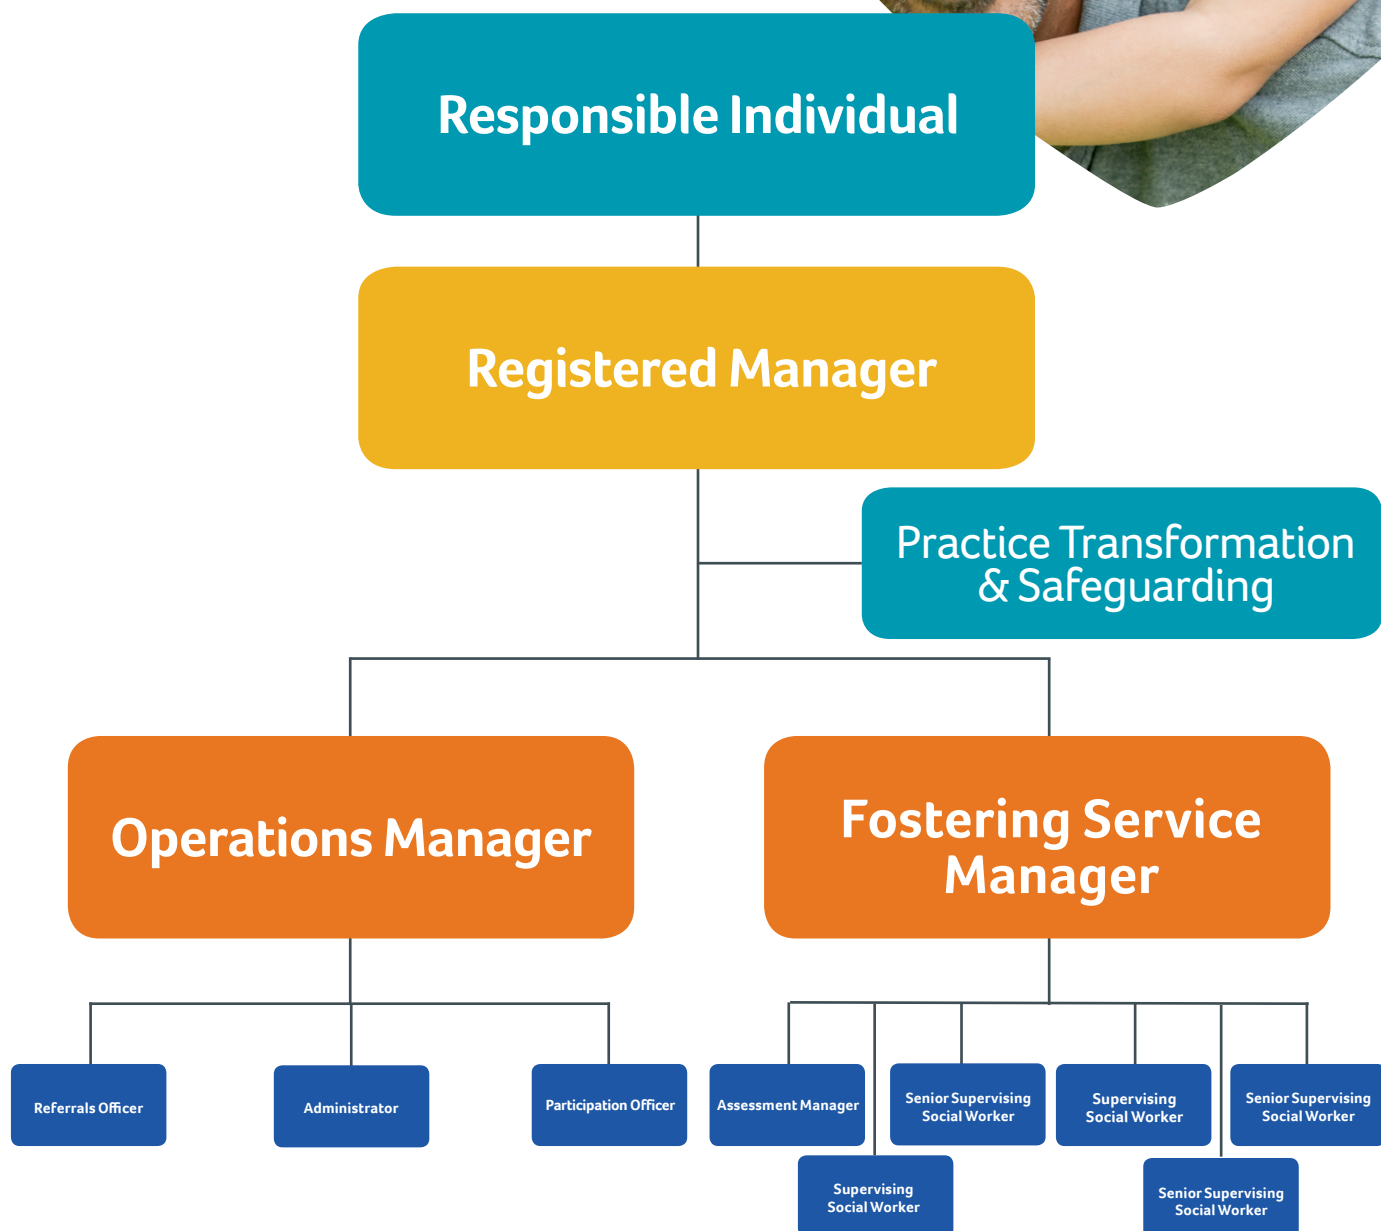 Responsible Individual
Registered Manager
Practice Transformation
& Safeguarding
Operations Manager
Fostering Service
Manager
Referrals Officer
Administrator
Participation Officer
Assessment Manager
Senior Supervising
Social Worker
Supervising
Social Worker
Senior Supervising
Social Worker
Supervising
Social Worker
Senior Supervising
Social Worker